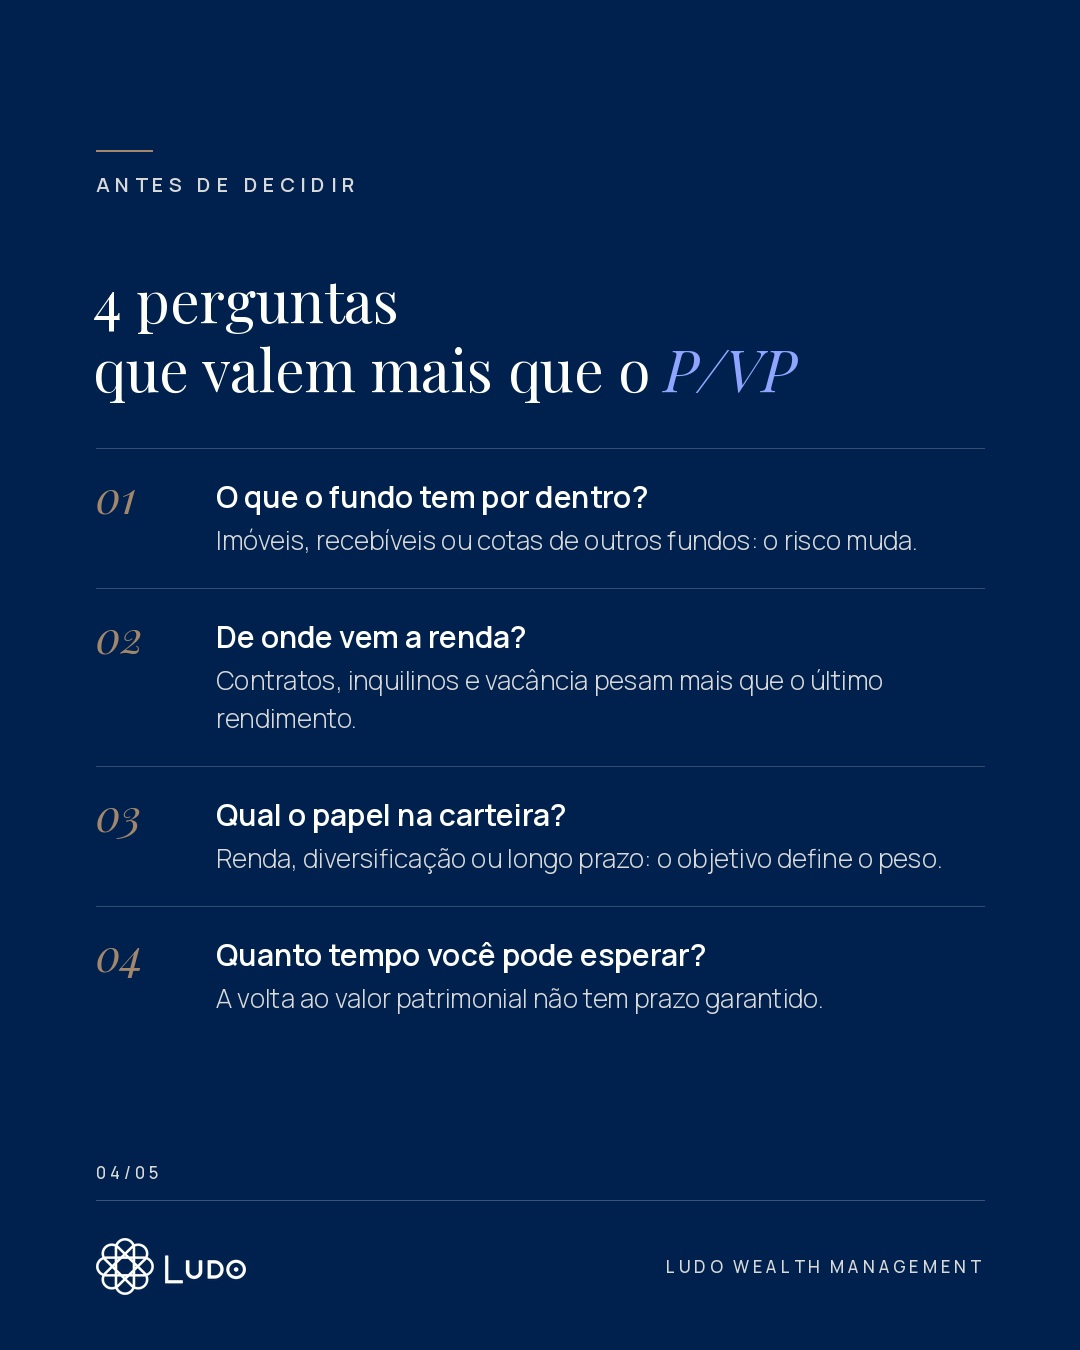 ANTES DE DECIDIR
4 perguntas
que valem mais que o P/VP
01
O que o fundo tem por dentro?
Imóveis, recebíveis ou cotas de outros fundos: o risco muda.
02
De onde vem a renda?
Contratos, inquilinos e vacância pesam mais que o último
rendimento.
03
Qual o papel na carteira?
Renda, diversificação ou longo prazo: o objetivo define o peso.
04
Quanto tempo você pode esperar?
A volta ao valor patrimonial não tem prazo garantido.
04/05
LUDO
LUDO WEALTH MANAGEMENT